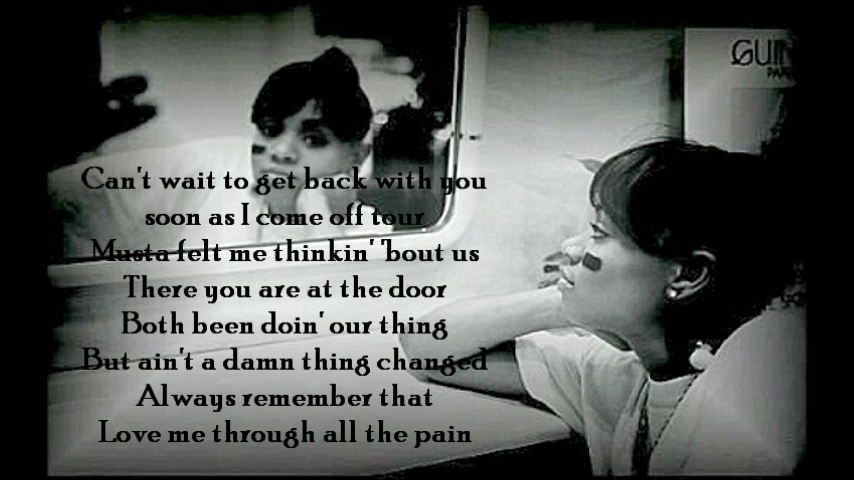 Can't wait to get back with you
soon as I come off tour
Musta felt me thinkin' 'bout us
There you are at the door
Both been doin' our thing
But ain't a damn thing changed
Always remember that
Love me through all the pain